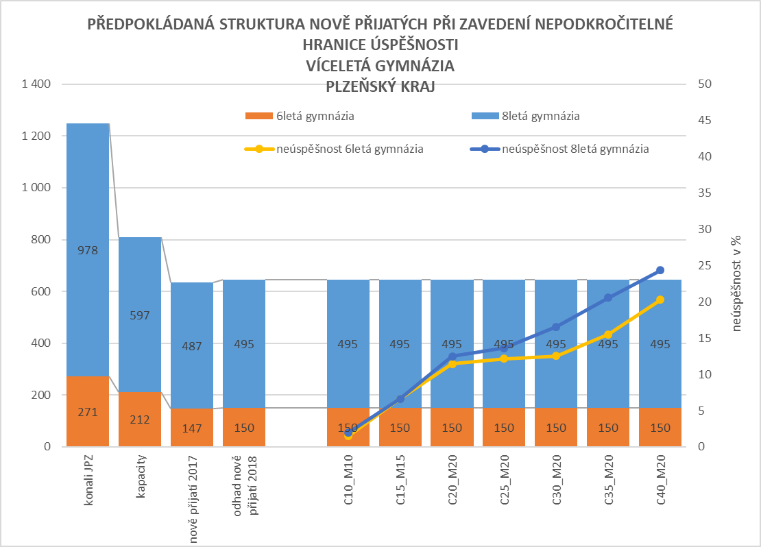 PŘEDPOKLÁDANÁ STRUKTURA NOVĚ PŘIJATÝCH PŘI ZAVEDENÍ NEPODKROČITELNÉ
HRANICE ÚSPĚŠNOSTI
VÍCELETÁ GYMNÁZIA
PLZEŇSKÝ KRAJ
6letá gymnázia
8letá gymnázia
neúspěšnost 6letá gymnázia
neúspěšnost 8letá gymnázia
1 400
1 200
1 000
800
600
400
200
0
50
45
40
35
30
25
20
15
10
5
0
neúspěšnost v %
978
597
487
495
495
495
495
495
495
495
495
271
212
147
150
150
150
150
150
150
150
150
konali JPZ
kapacity
nově přijatí 2017
odhad nově
přijatí 2018
C10_M10
C15_M15
C20_M20
C25_M20
C30_M20
C35_M20
C40_M20